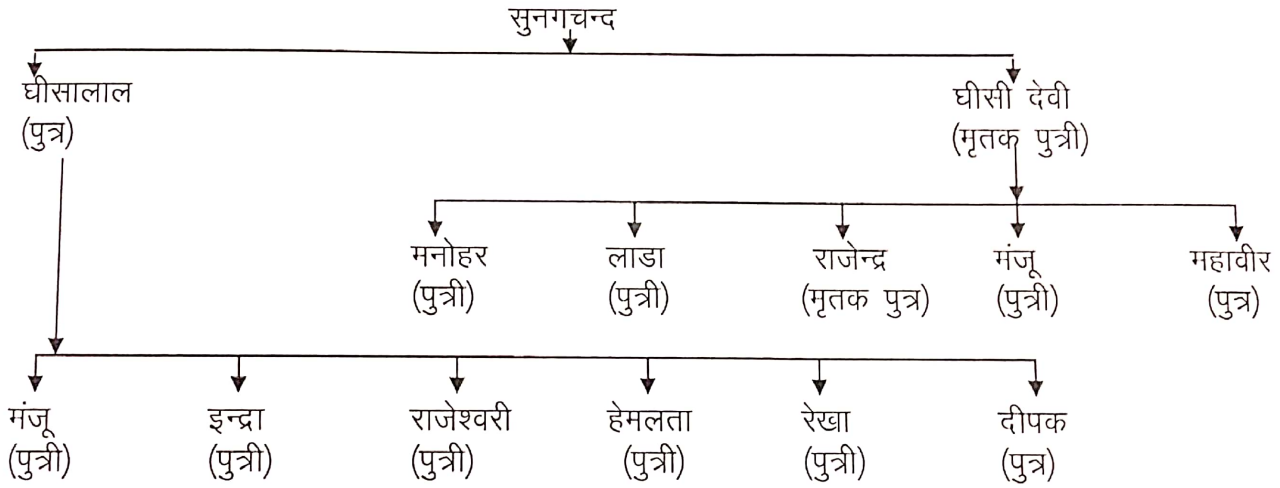 सुनगचन्द
घीसालाल
(पुत्र)
घीसी देवी
(मृतक पुत्री)
मनोहर
(पुत्री)
लाडा
(पुत्री)
राजेन्द्र
(मृतक पुत्र)
मंजू
(पुत्री)
महावीर
(पुत्र)
मंजू
(पुत्री)
इन्द्रा
(पुत्री)
राजेश्वरी
(पुत्री)
हेमलता
(पुत्री)
रेखा
(पुत्री)
दीपक
(पुत्र)